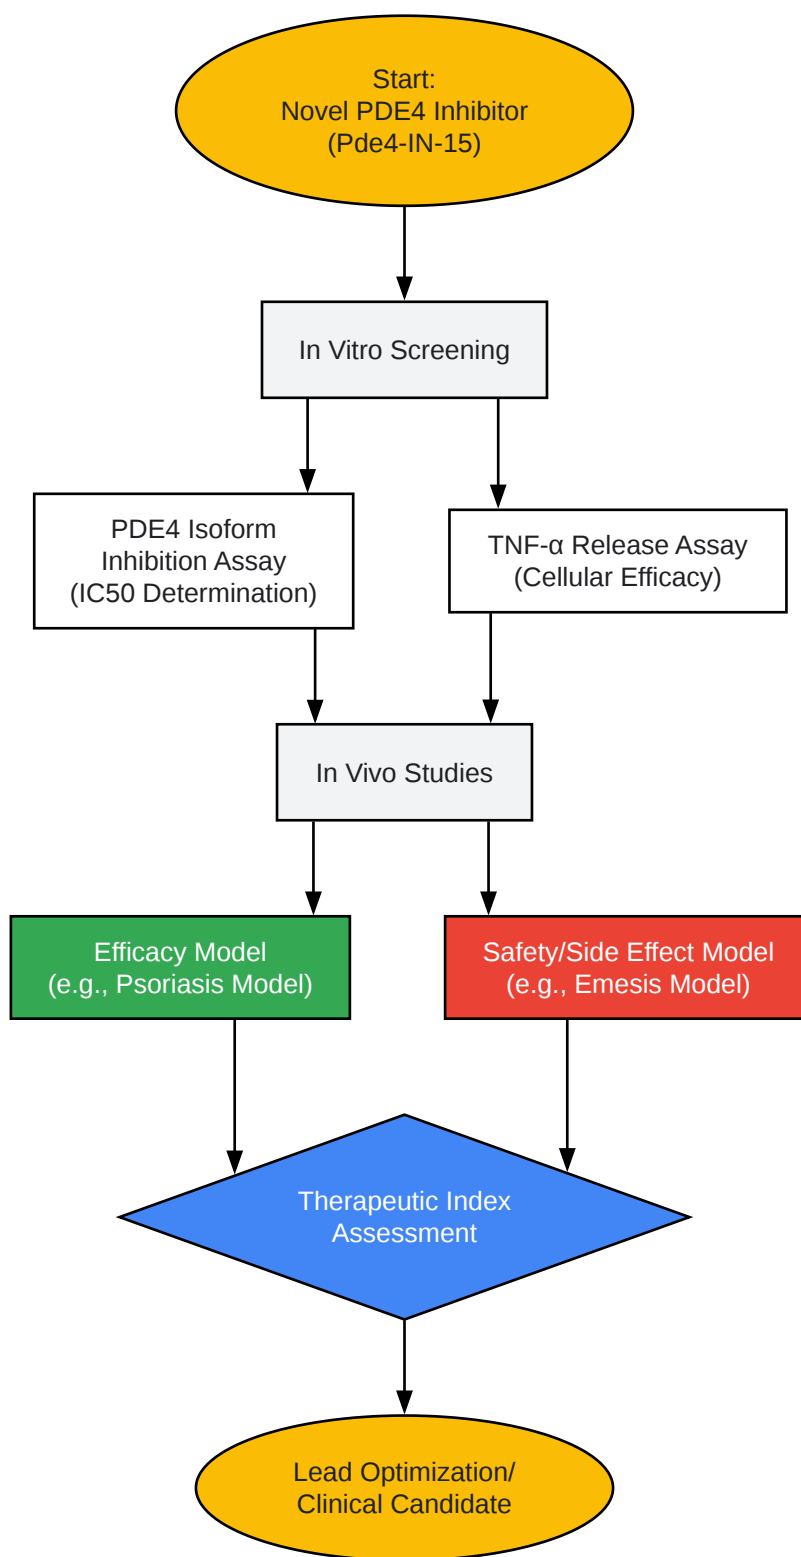 Start:
Novel PDE4 Inhibitor
(Pde4-IN-15)
In Vitro Screening
PDE4 Isoform
Inhibition Assay
(IC50 Determination)
TNF-α Release Assay
(Cellular Efficacy)
In Vivo Studies
Efficacy Model
(e.g., Psoriasis Model)
Safety/Side Effect Model
(e.g., Emesis Model)
Therapeutic Index
Assessment
Lead Optimization/
Clinical Candidate